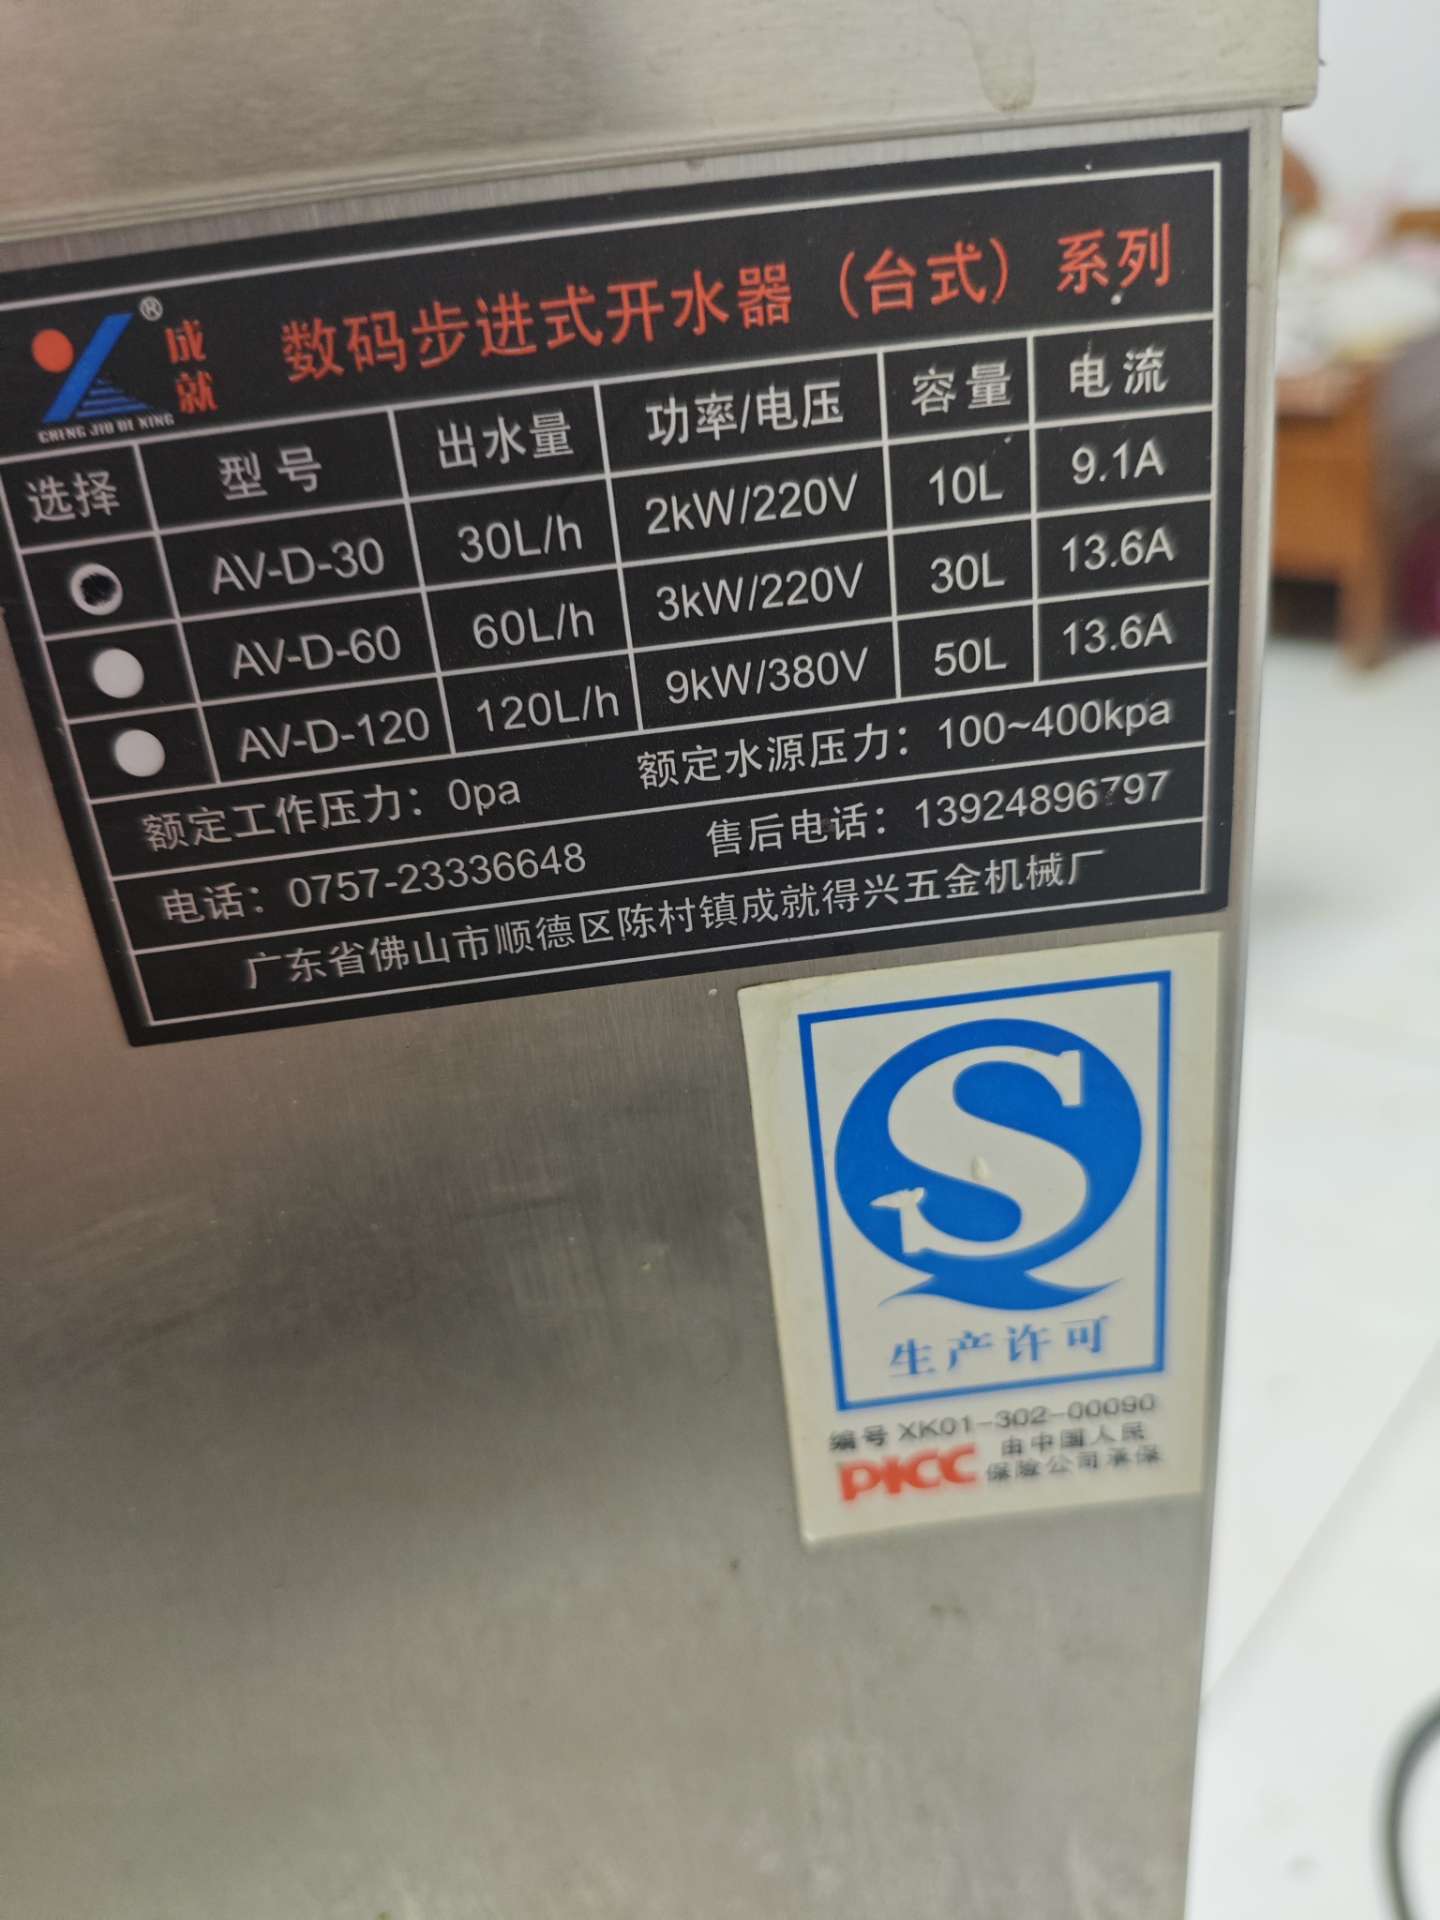 ® 成就
CHENG JIU DE XING
数码步进式开水器（台式）系列
选择 型号 出水量 功率/电压 容量 电流
AV-D-30 30L/h 2kW/220V 10L 9.1A
AV-D-60 60L/h 3kW/220V 30L 13.6A
AV-D-120 120L/h 9kW/380V 50L 13.6A
额定工作压力：0pa 额定水源压力：100~400kpa
电话：0757-23336648 售后电话：13924896797
广东省佛山市顺德区陈村镇成就得兴五金机械厂
生产许可
编号 XK01-302-00090
PICC 由中国人民
保险公司承保